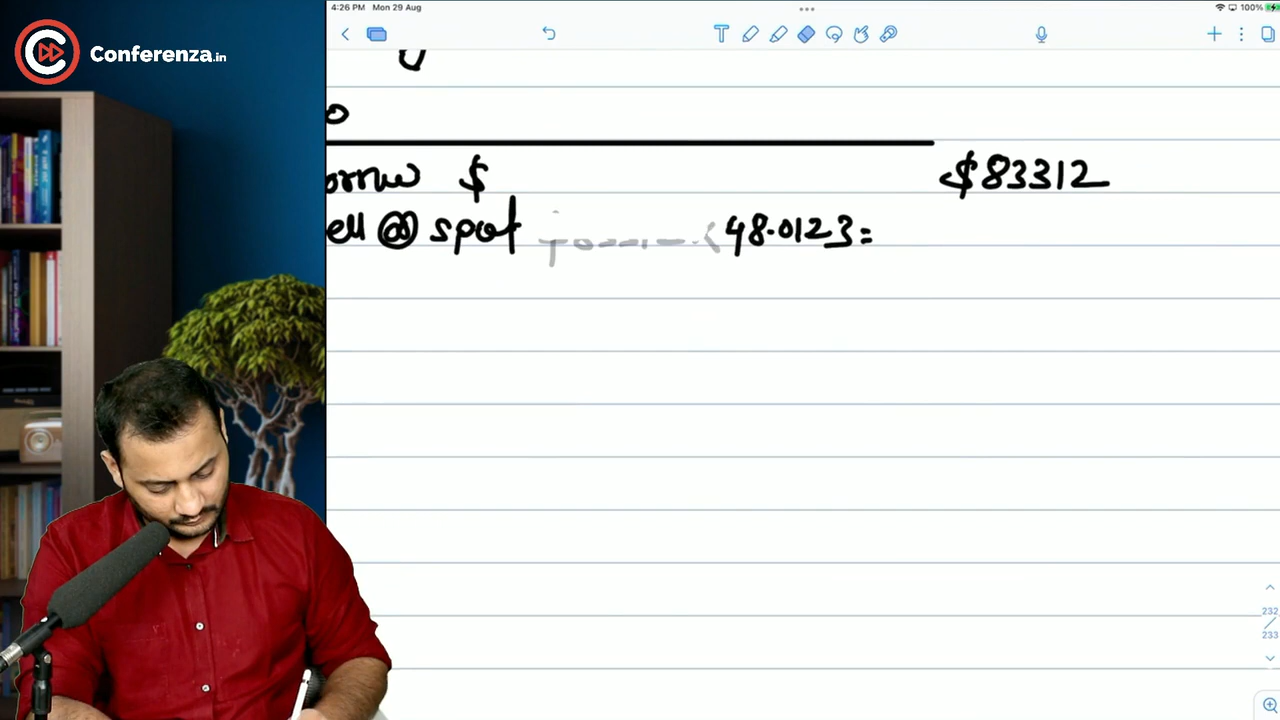 4:26 PM Mon 29 Aug 100%
Conferenza.in
orrow $ $83312
ell @ spot 48.0123=
232
233